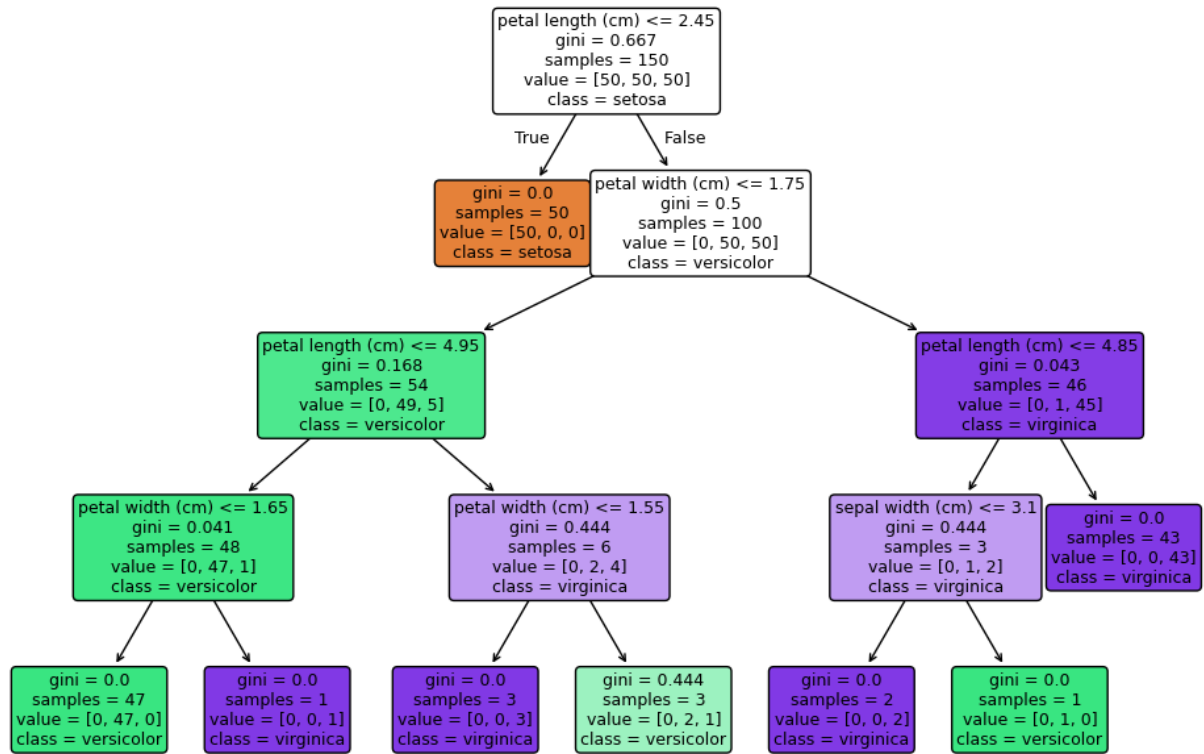 petal length (cm) <= 2.45
gini = 0.667
samples = 150
value = [50, 50, 50]
class = setosa
True
False
gini = 0.0
samples = 50
value = [50, 0, 0]
class = setosa
petal width (cm) <= 1.75
gini = 0.5
samples = 100
value = [0, 50, 50]
class = versicolor
petal length (cm) <= 4.95
gini = 0.168
samples = 54
value = [0, 49, 5]
class = versicolor
petal length (cm) <= 4.85
gini = 0.043
samples = 46
value = [0, 1, 45]
class = virginica
petal width (cm) <= 1.65
gini = 0.041
samples = 48
value = [0, 47, 1]
class = versicolor
petal width (cm) <= 1.55
gini = 0.444
samples = 6
value = [0, 2, 4]
class = virginica
sepal width (cm) <= 3.1
gini = 0.444
samples = 3
value = [0, 1, 2]
class = virginica
gini = 0.0
samples = 43
value = [0, 0, 43]
class = virginica
gini = 0.0
samples = 47
value = [0, 47, 0]
class = versicolor
gini = 0.0
samples = 1
value = [0, 0, 1]
class = virginica
gini = 0.0
samples = 3
value = [0, 0, 3]
class = virginica
gini = 0.444
samples = 3
value = [0, 2, 1]
class = versicolor
gini = 0.0
samples = 2
value = [0, 0, 2]
class = virginica
gini = 0.0
samples = 1
value = [0, 1, 0]
class = versicolor